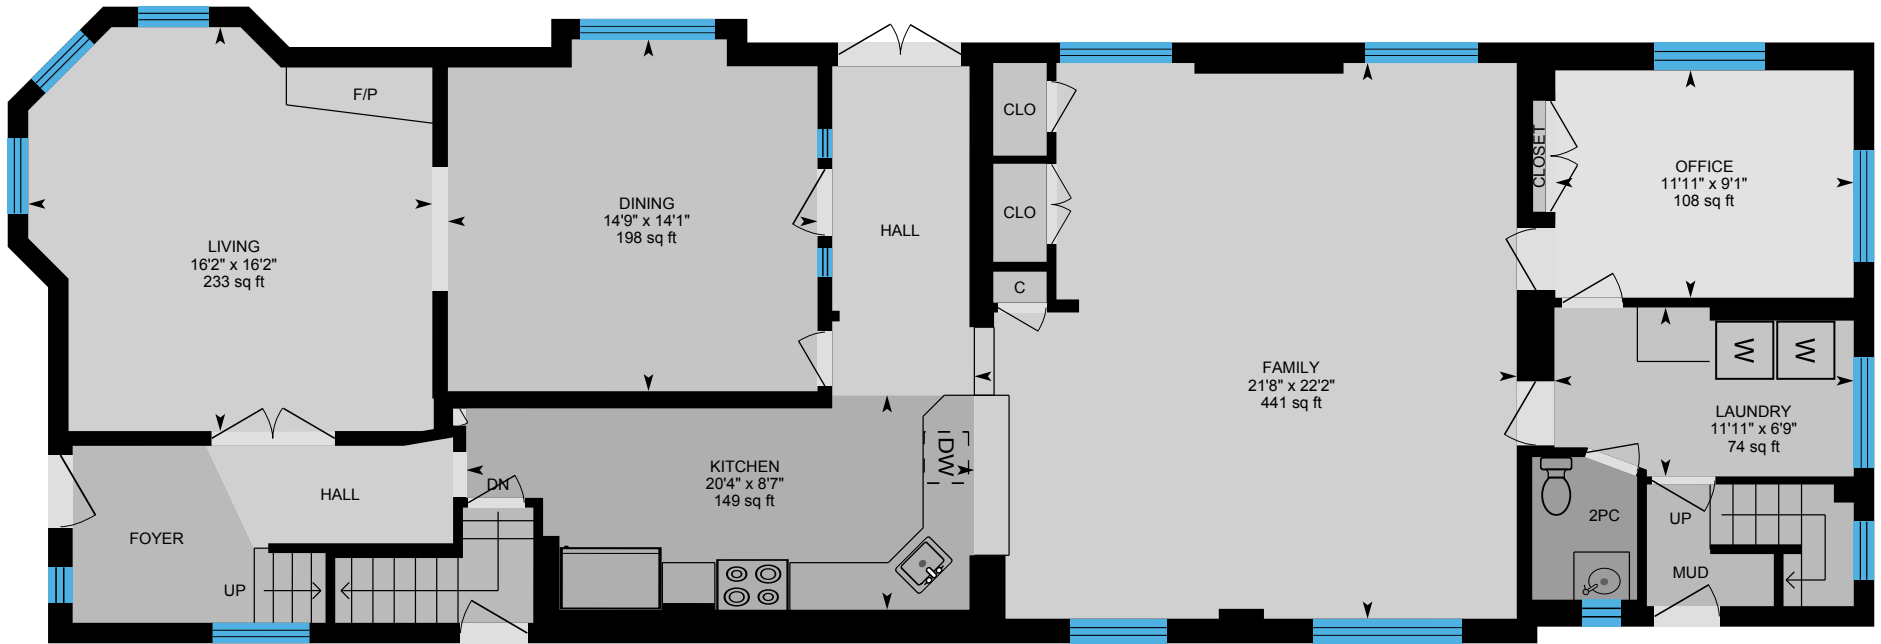 F/P
LIVING
16'2" x 16'2"
233 sq ft
DINING
14'9" x 14'1"
198 sq ft
HALL
CLO
CLO
C
FAMILY
21'8" x 22'2"
441 sq ft
CLOSET
OFFICE
11'11" x 9'1"
108 sq ft
W
W
LAUNDRY
11'11" x 6'9"
74 sq ft
HALL
FOYER
UP
DN
KITCHEN
20'4" x 8'7"
149 sq ft
DW
2PC
UP
MUD